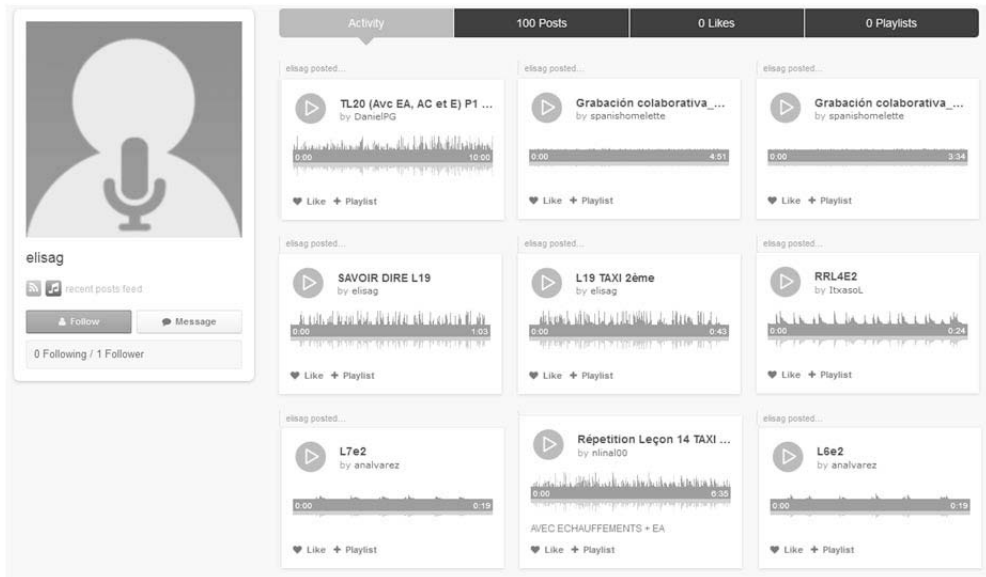 Activity
100 Posts
0 Likes
0 Playlists
elisag
recent posts feed
Follow
Message
0 Following / 1 Follower
elisag posted...
TL20 (Avc EA, AC et E) P1 ...
by DanielPG
0:00
10:00
Like
Playlist
elisag posted...
Grabación colaborativa_...
by spanishomelette
0:00
4:51
Like
Playlist
elisag posted...
Grabación colaborativa_...
by spanishomelette
0:00
3:34
Like
Playlist
elisag posted...
SAVOIR DIRE L19
by elisag
0:00
1:03
Like
Playlist
elisag posted...
L19 TAXI 2ème
by elisag
0:00
0:43
Like
Playlist
elisag posted...
RRL4E2
by ItxasoL
0:00
0:24
Like
Playlist
elisag posted...
L7e2
by analvarez
0:00
0:19
Like
Playlist
Répetition Leçon 14 TAXI ...
by nlinal00
0:00
6:35
AVEC ECHAUFFEMENTS + EA
Like
Playlist
elisag posted...
L6e2
by analvarez
0:00
0:19
Like
Playlist